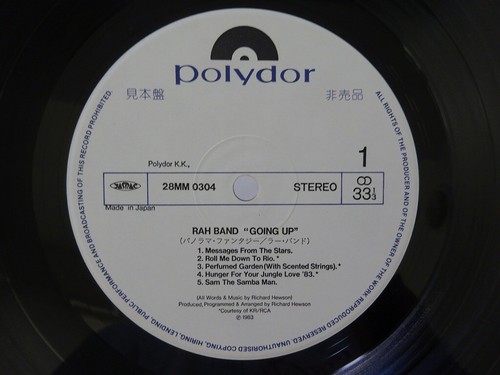 polydor
見本盤
非売品
Polydor K.K.,
1
JASRAC
28MM 0304
STEREO
33 1/3
Made in Japan
RAH BAND “GOING UP”
(パノラマ・ファンタジー/ラー・バンド)
1. Messages From The Stars.
2. Roll Me Down To Rio.*
3. Perfumed Garden(With Scented Strings).*
4. Hunger For Your Jungle Love '83.*
5. Sam The Samba Man.
(All Words & Music by Richard Hewson)
Produced, Programmed & Arranged by Richard Hewson
*Courtesy of KR/RCA
℗ 1983
ALL RIGHTS OF THE PRODUCER AND OF THE OWNER OF THE WORK REPRODUCED RESERVED. UNAUTHORISED COPYING, HIRING, LENDING, PUBLIC PERFORMANCE AND BROADCASTING OF THIS RECORD PROHIBITED.